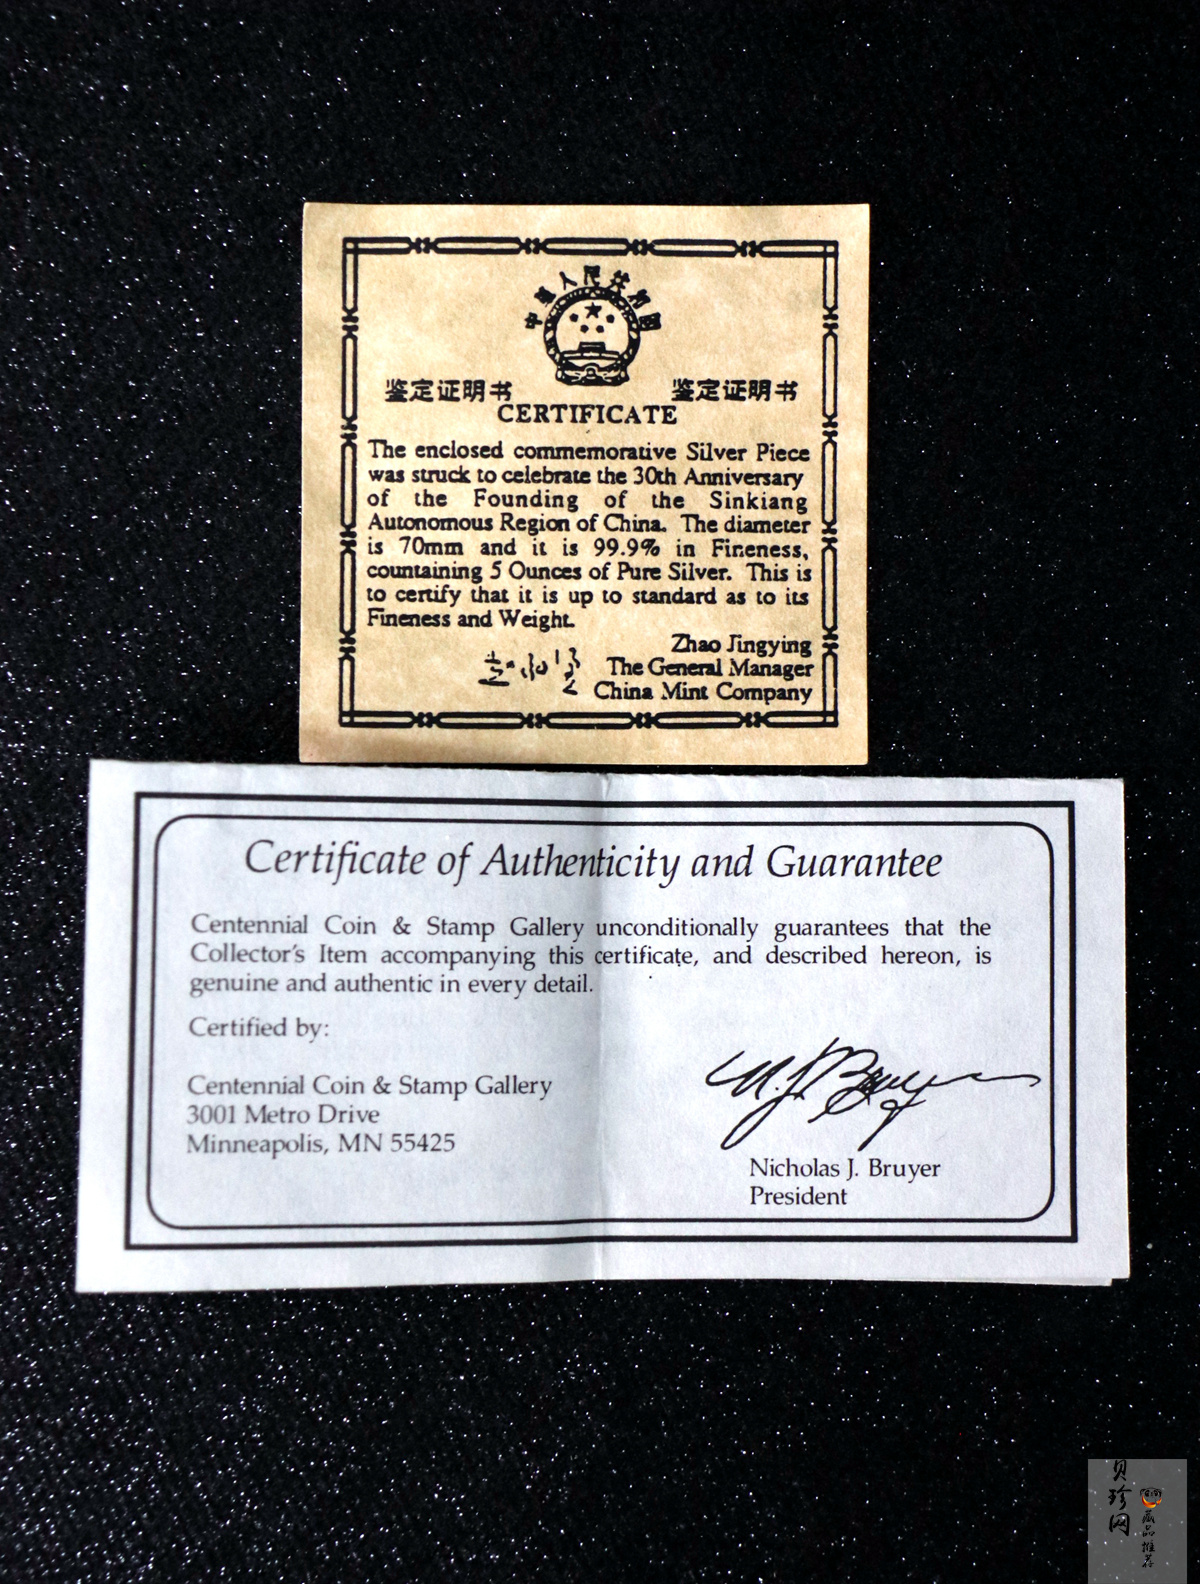 中国人民共和国
鉴定证明书 鉴定证明书
CERTIFICATE
The enclosed commemorative Silver Piece
was struck to celebrate the 30th Anniversary
of the Founding of the Sinkiang
Autonomous Region of China. The diameter
is 70mm and it is 99.9% in Fineness,
countaining 5 Ounces of Pure Silver. This is
to certify that it is up to standard as to its
Fineness and Weight.
Zhao Jingying
The General Manager
China Mint Company
Certificate of Authenticity and Guarantee
Centennial Coin & Stamp Gallery unconditionally guarantees that the
Collector's Item accompanying this certificate, and described hereon, is
genuine and authentic in every detail.
Certified by:
Centennial Coin & Stamp Gallery
3001 Metro Drive
Minneapolis, MN 55425
N. J. Bruyer
Nicholas J. Bruyer
President
贝珍网
藏品推荐